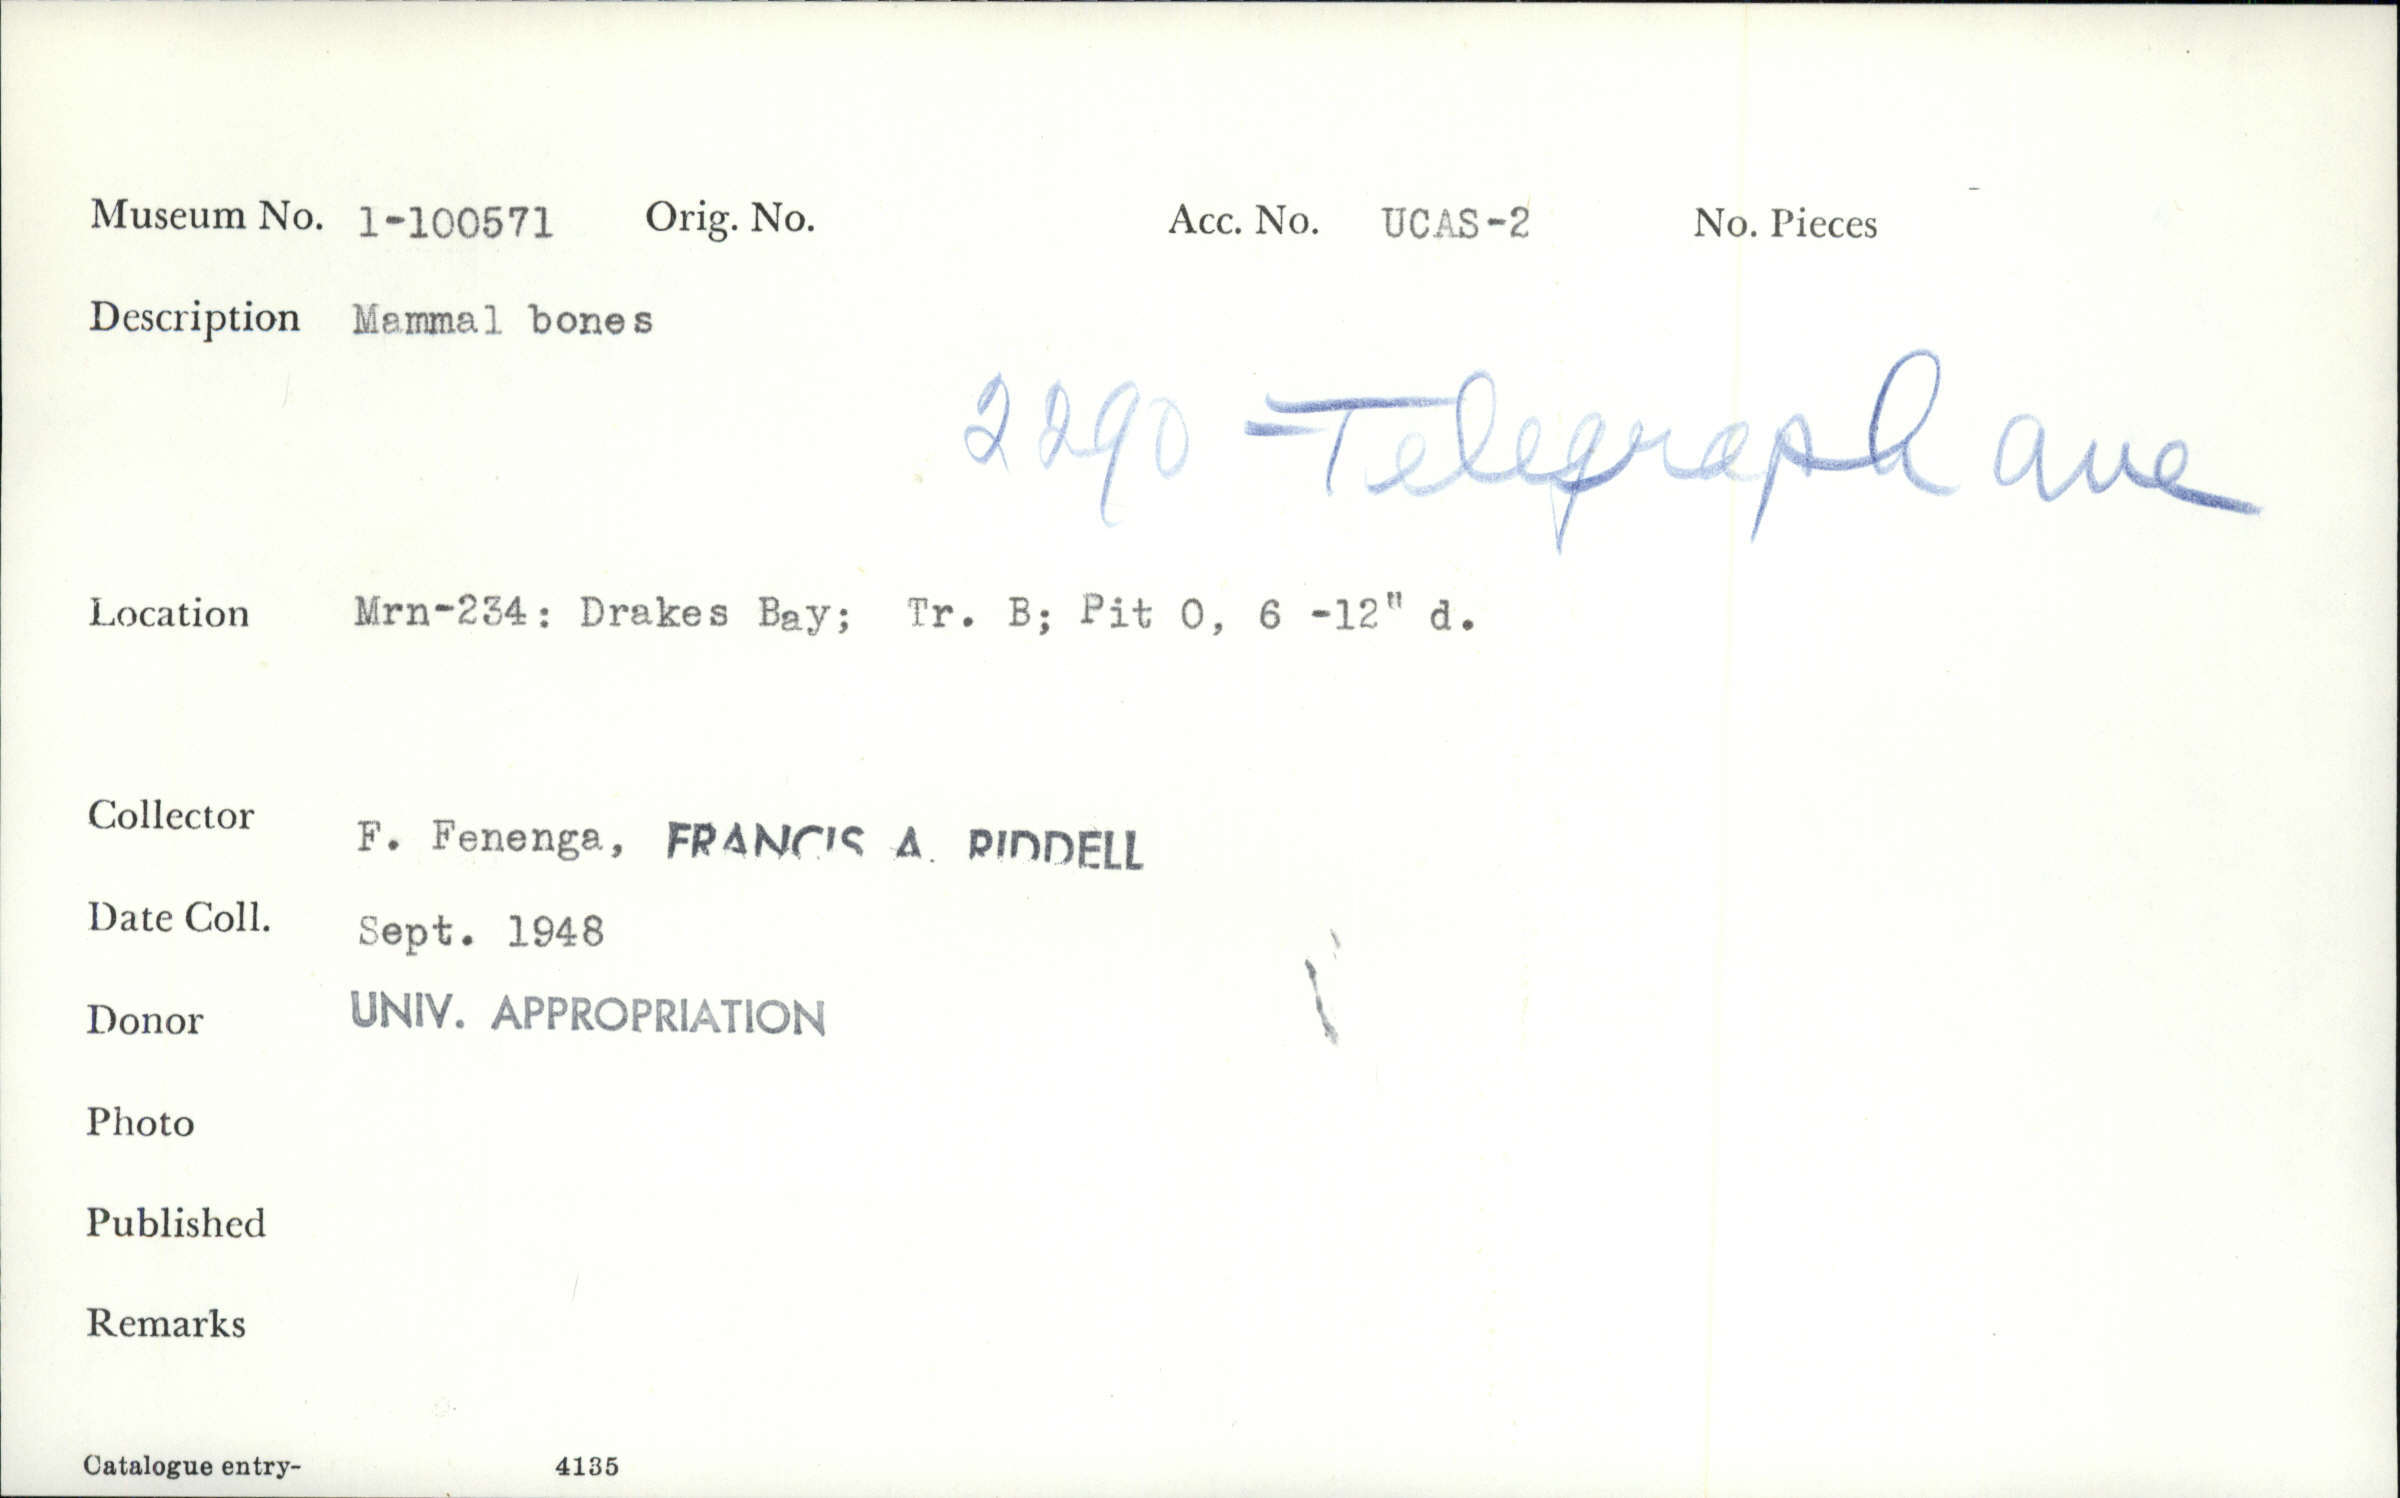 Museum No. 1-100571 Orig. No. Acc. No. UCAS-2 No. Pieces
Description Mammal bones
2290 Telegraph ave
Location Mrn-234: Drakes Bay; Tr. B; Pit O, 6 -12" d.
Collector F. Fenenga, FRANCIS A. RIDDELL
Date Coll. Sept. 1948
Donor UNIV. APPROPRIATION
Photo
Published
Remarks
Catalogue entry- 4135